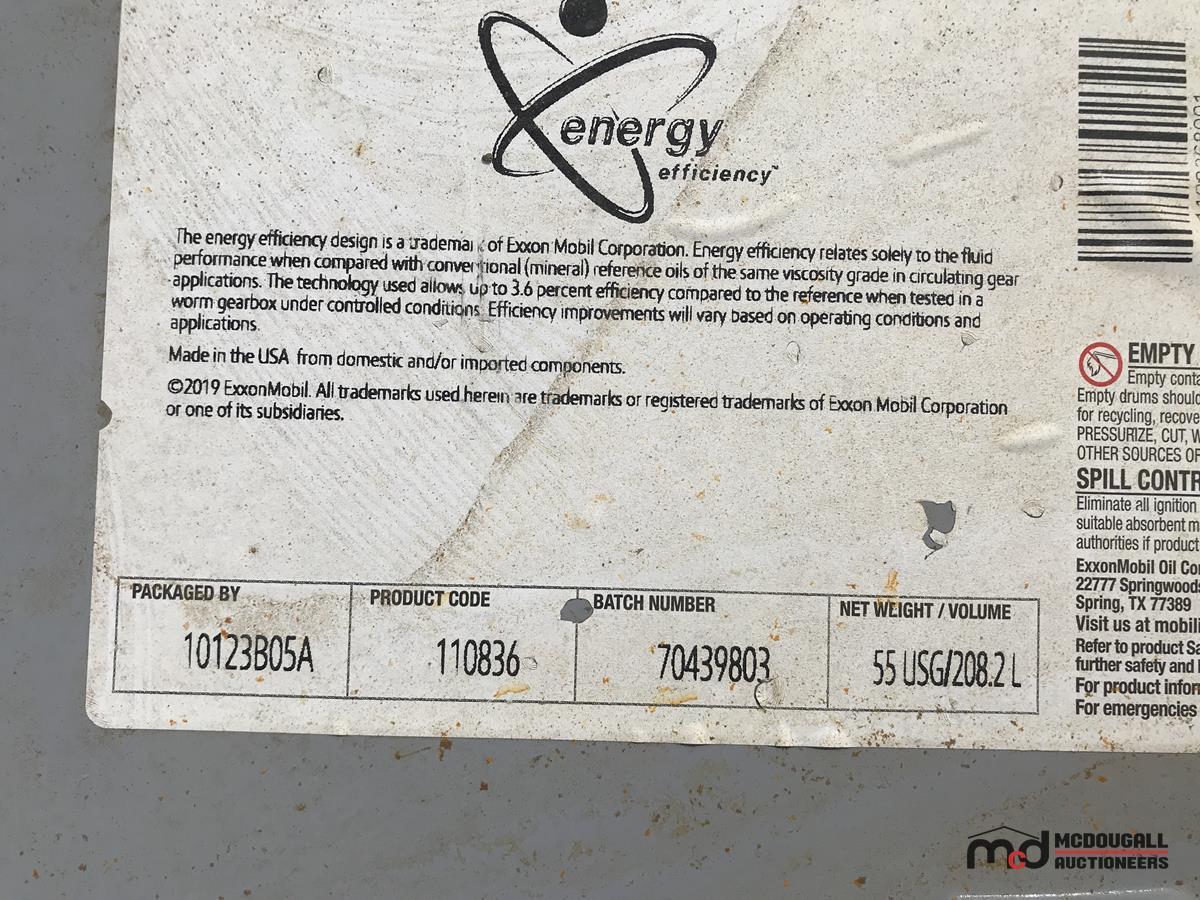 energy
efficiency™
The energy efficiency design is a of Exxon Mobil Corporation. Energy efficiency relates solely to the fluid
performance when compared with (mineral) reference oils of the same viscosity grade in circulating gear
applications. The technology used allows up to 3.6 percent efficiency compared to the reference when tested in a
worm gearbox under controlled conditions. Efficiency improvements will vary based on operating conditions and
applications.
Made in the USA from domestic and/or imported components.
©2019 ExxonMobil. All trademarks used herein are trademarks or registered trademarks of Exxon Mobil Corporation
or one of its subsidiaries.
PACKAGED BY
10123B05A
PRODUCT CODE
110836
BATCH NUMBER
70439803
NET WEIGHT / VOLUME
55 USG/208.2 L
EMPTY
Empty conta
Empty drums shoul
for recycling, recove
PRESSURIZE, CUT, W
OTHER SOURCES OF
SPILL CONTR
Eliminate all ignition
suitable absorbent m
authorities if product
ExxonMobil Oil Co
22777 Springwoods
Spring, TX 77389
Visit us at mobili
Refer to product Sa
further safety and
For product infor
For emergencies
mcd MCDOUGALL
AUCTIONEERS